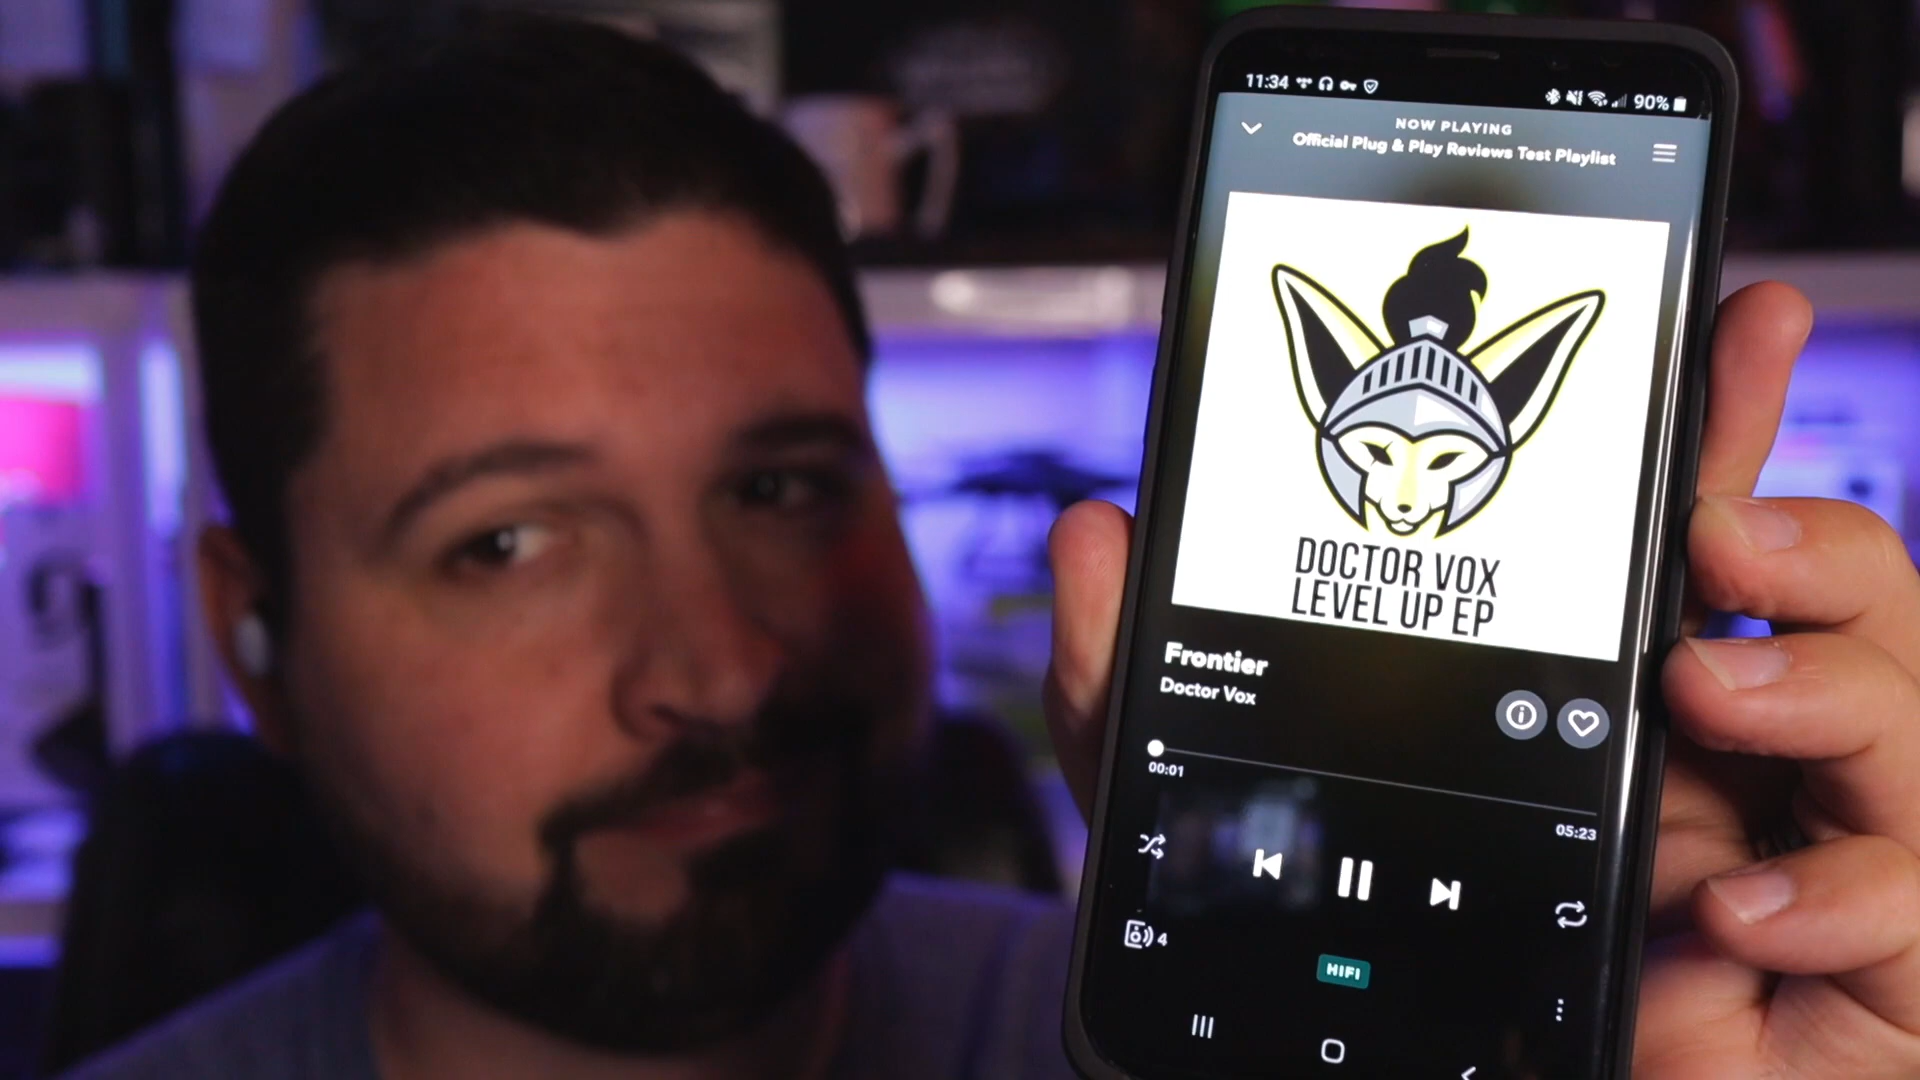 11:34 90%
NOW PLAYING
Official Plug & Play Reviews Test Playlist
DOCTOR VOX
LEVEL UP EP
Frontier
Doctor Vox
00:01
05:23
4
HIFI